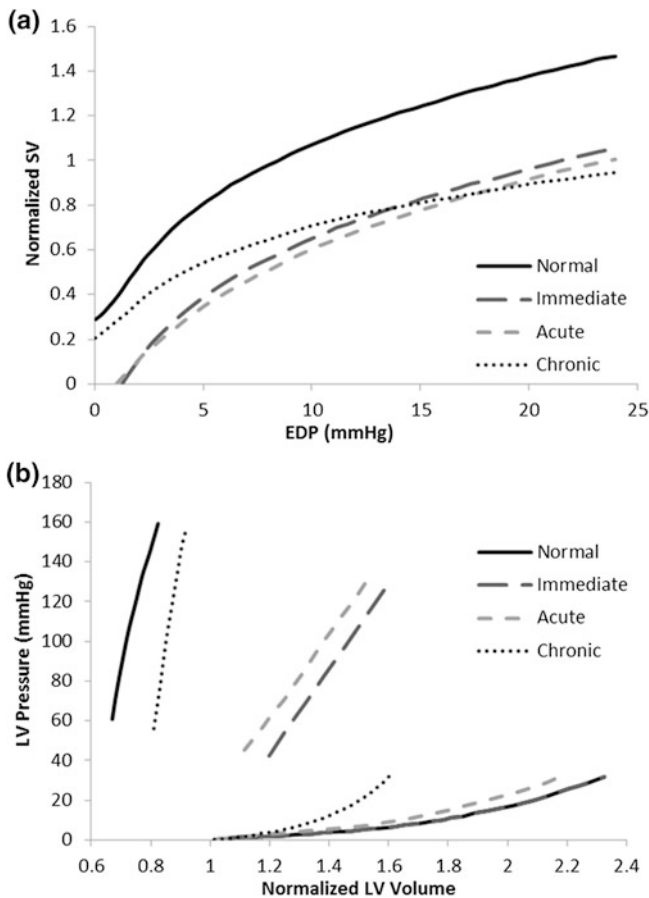 (a)
1.6
1.4
1.2
1
0.8
0.6
0.4
0.2
0
Normalized SV
Normal
Immediate
Acute
Chronic
0 5 10 15 20 25
EDP (mmHg)
(b)
180
160
140
120
100
80
60
40
20
0
LV Pressure (mmHg)
Normal
Immediate
Acute
Chronic
0.6 0.8 1 1.2 1.4 1.6 1.8 2 2.2 2.4
Normalized LV Volume